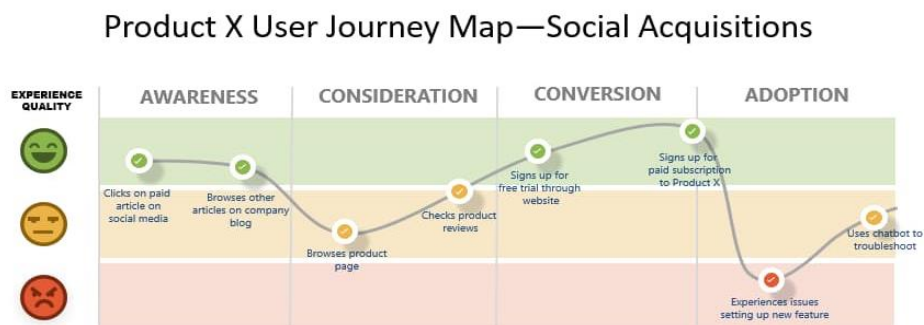 Product X User Journey Map—Social Acquisitions
EXPERIENCE
QUALITY
AWARENESS
CONSIDERATION
CONVERSION
ADOPTION
Clicks on paid
article on
social media
Browses other
articles on company
blog
Browses product
page
Checks product
reviews
Signs up for
free trial through
website
Signs up for
paid subscription
to Product X
Experiences issues
setting up new feature
Uses chatbot to
troubleshoot